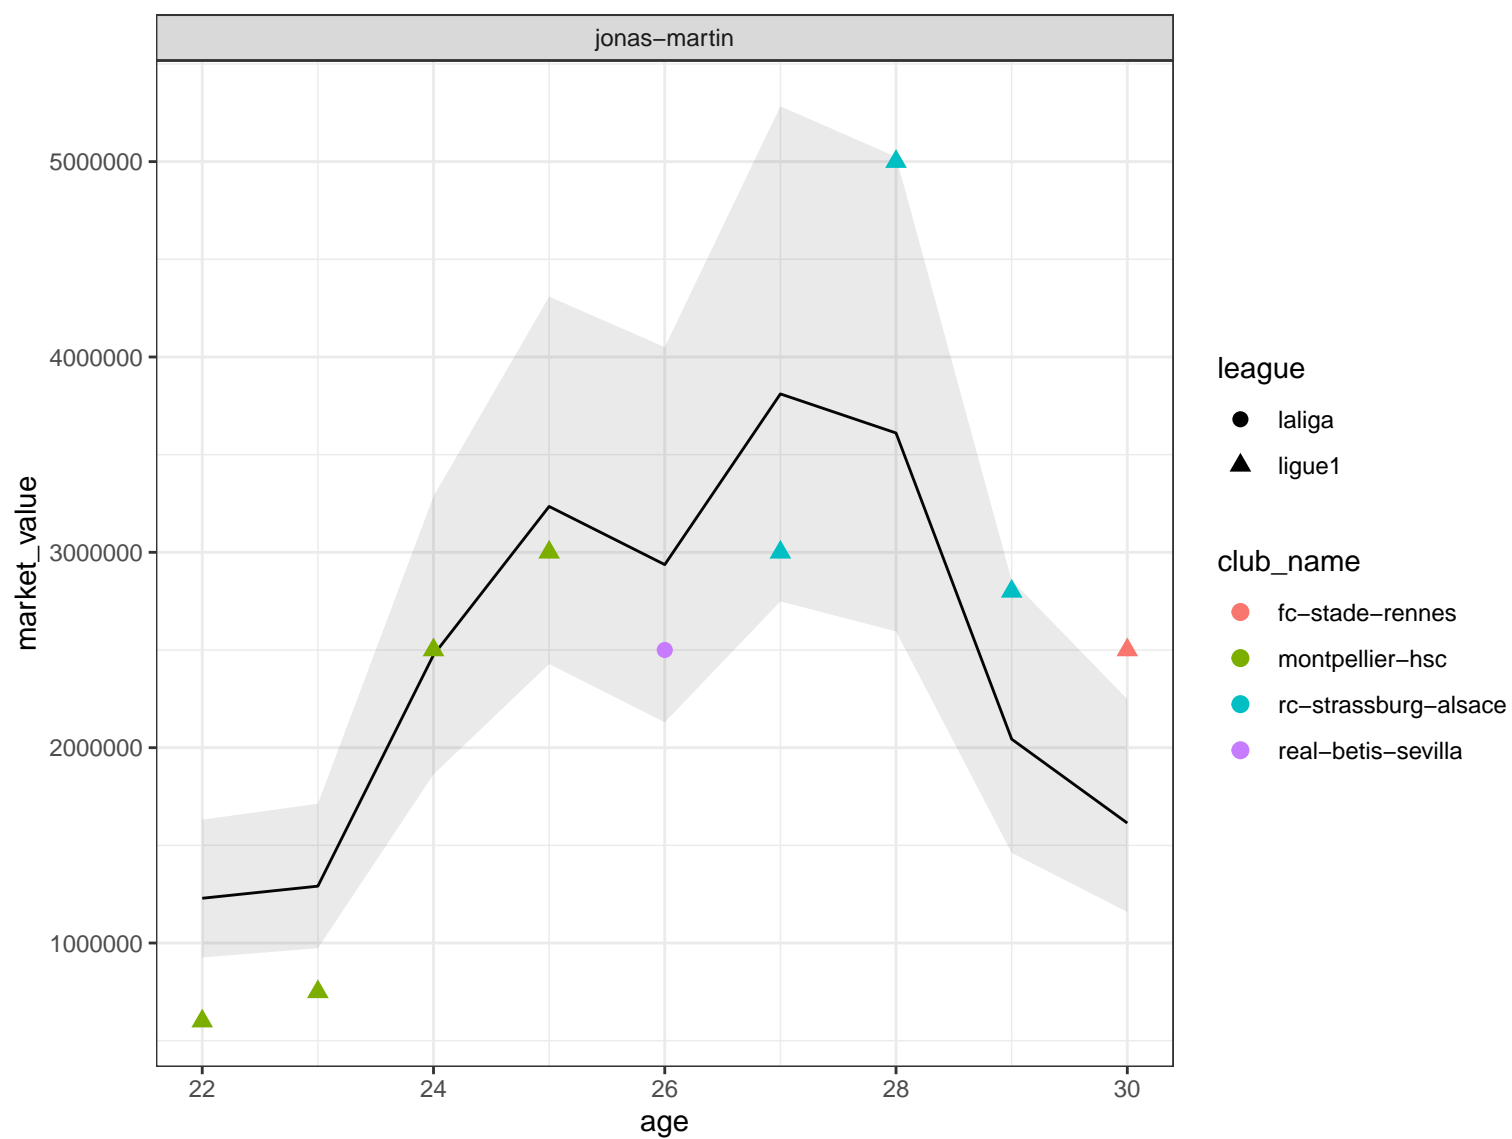 jonas−martin
5000000
4000000
3000000
2000000
1000000
market_value
22
24
26
28
30
age
league
laliga
ligue1
club_name
fc−stade−rennes
montpellier−hsc
rc−strassburg−alsace
real−betis−sevilla